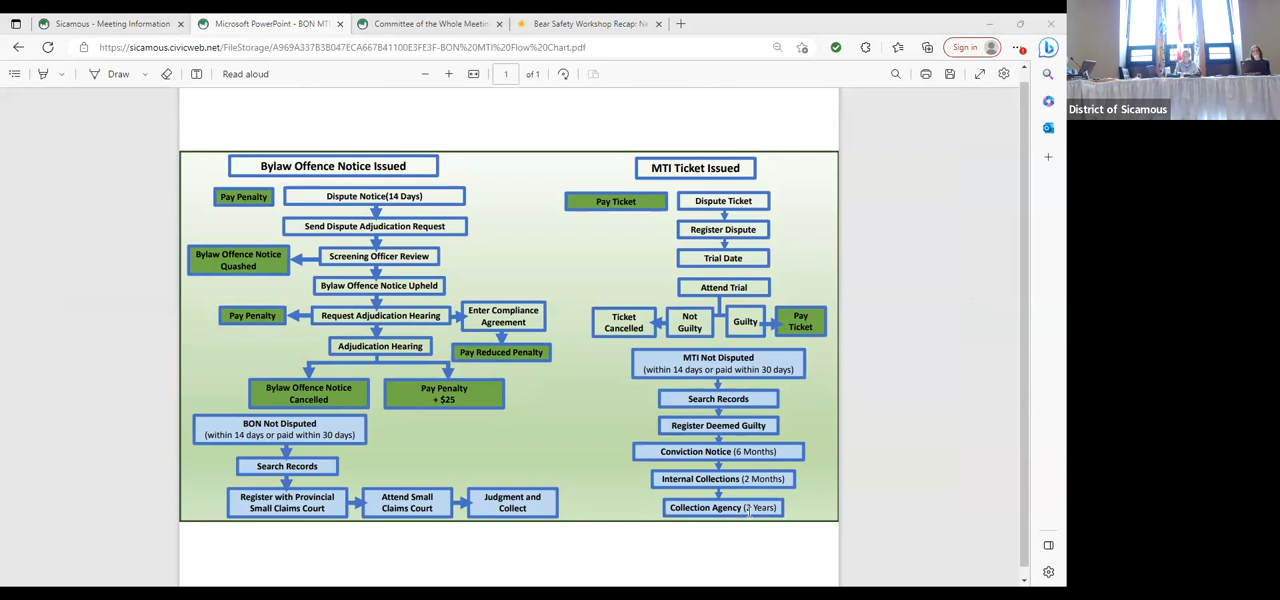 Sicamous - Meeting Information
Microsoft PowerPoint - BON MTI
Committee of the Whole Meeting
Bear Safety Workshop Recap: Ne
https://sicamous.civicweb.net/FileStorage/A969A337B3B047ECA667B41100E3FE3F-BON%20MTI%20Flow%20Chart.pdf
Sign in
Draw
Read aloud
1
of 1
District of Sicamous
Bylaw Offence Notice Issued
Pay Penalty
Dispute Notice(14 Days)
Send Dispute Adjudication Request
Bylaw Offence Notice
Quashed
Screening Officer Review
Bylaw Offence Notice Upheld
Pay Penalty
Request Adjudication Hearing
Enter Compliance
Agreement
Adjudication Hearing
Pay Reduced Penalty
Bylaw Offence Notice
Cancelled
Pay Penalty
+ $25
BON Not Disputed
(within 14 days or paid within 30 days)
Search Records
Register with Provincial
Small Claims Court
Attend Small
Claims Court
Judgment and
Collect
MTI Ticket Issued
Pay Ticket
Dispute Ticket
Register Dispute
Trial Date
Attend Trial
Ticket
Cancelled
Not
Guilty
Guilty
Pay
Ticket
MTI Not Disputed
(within 14 days or paid within 30 days)
Search Records
Register Deemed Guilty
Conviction Notice (6 Months)
Internal Collections (2 Months)
Collection Agency (2 Years)